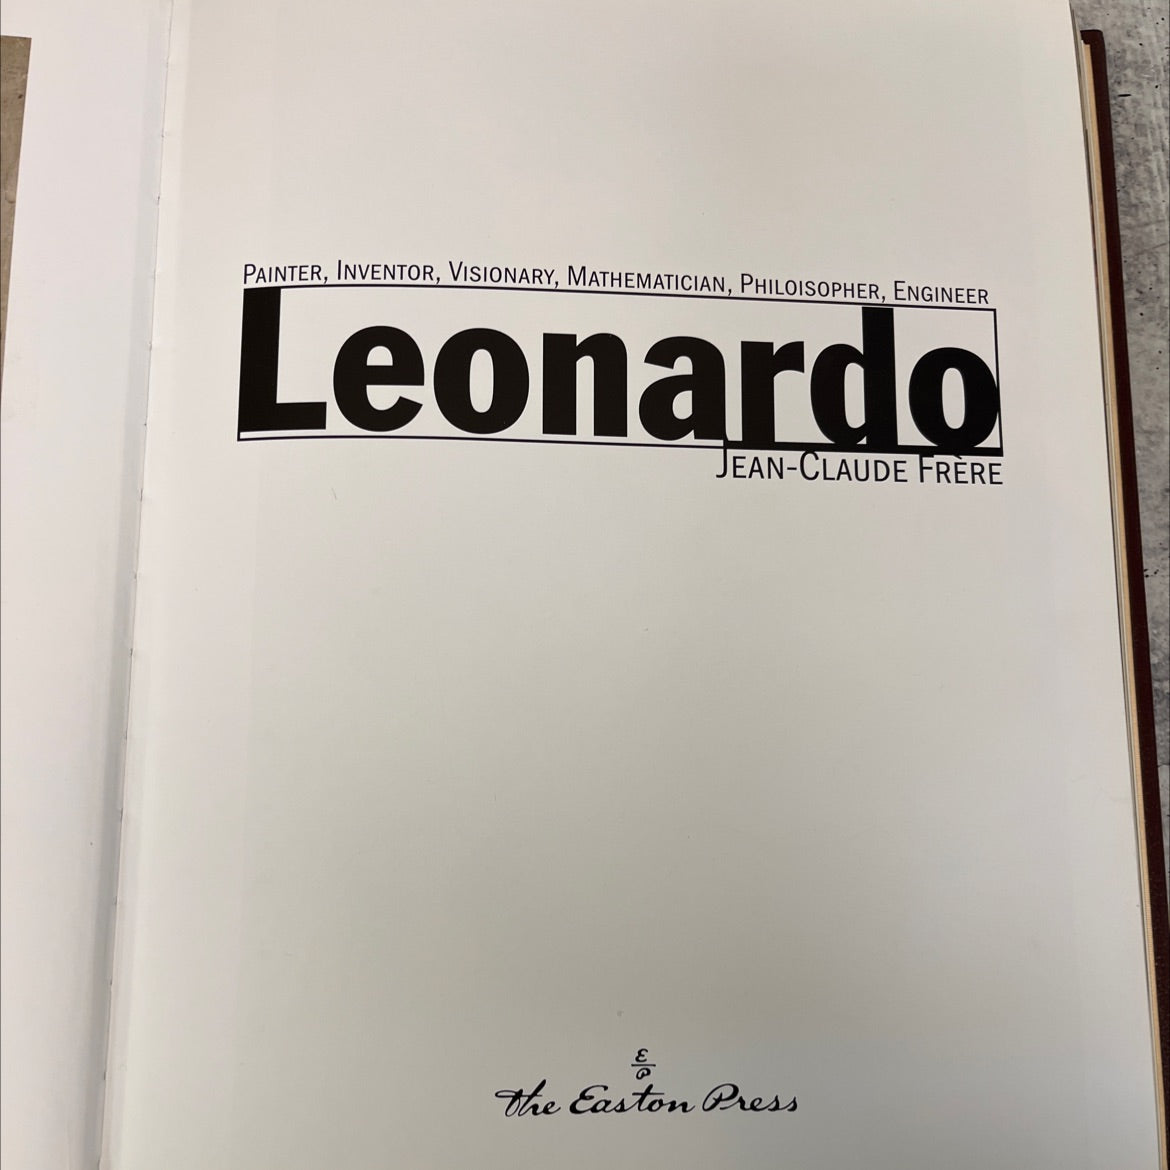 PAINTER, INVENTOR, VISIONARY, MATHEMATICIAN, PHILOISOPHER, ENGINEER
Leonardo
JEAN-CLAUDE FRÈRE
E
P
The Easton Press